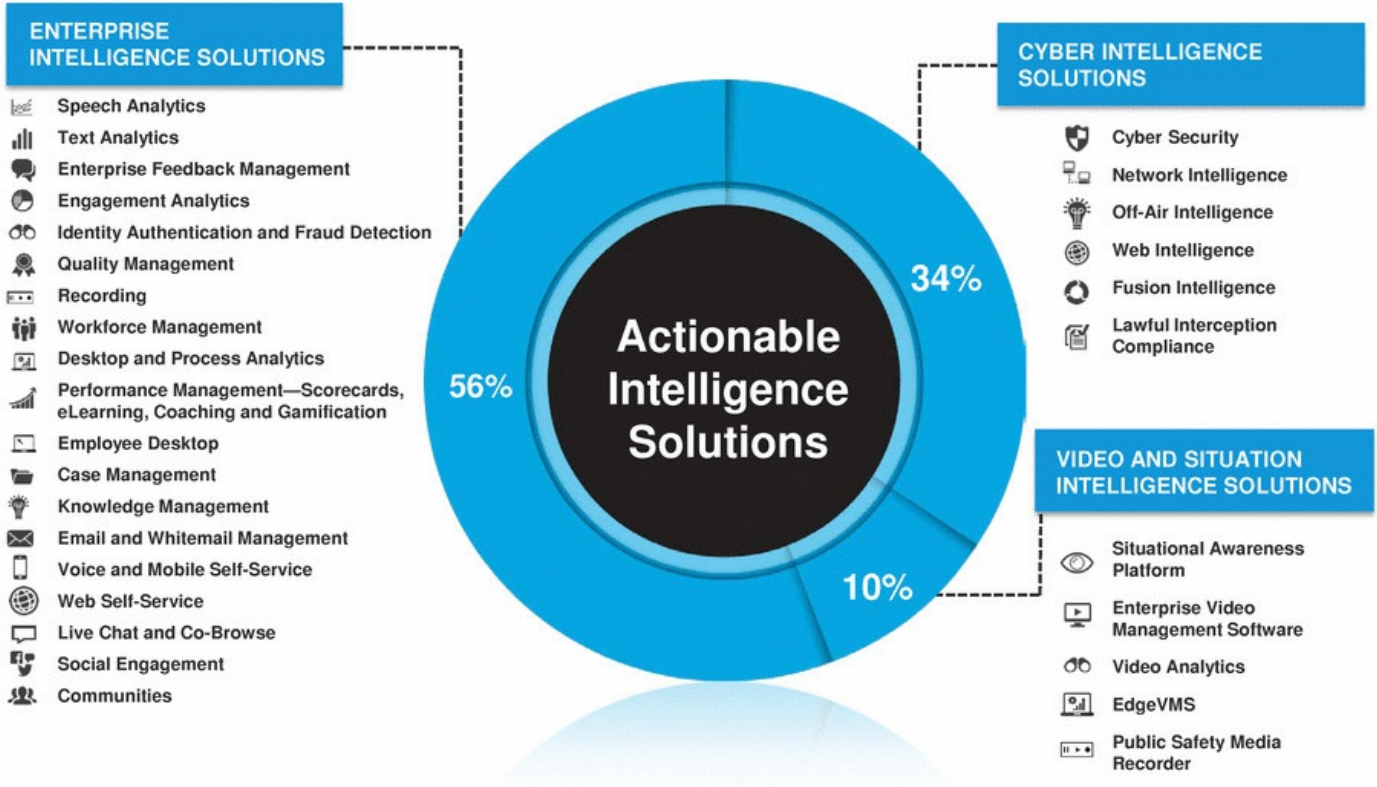 ENTERPRISE
INTELLIGENCE SOLUTIONS
Speech Analytics
Text Analytics
Enterprise Feedback Management
Engagement Analytics
Identity Authentication and Fraud Detection
Quality Management
Recording
Workforce Management
Desktop and Process Analytics
Performance Management—Scorecards,
eLearning, Coaching and Gamification
Employee Desktop
Case Management
Knowledge Management
Email and Whitemail Management
Voice and Mobile Self-Service
Web Self-Service
Live Chat and Co-Browse
Social Engagement
Communities
56%
Actionable
Intelligence
Solutions
34%
10%
CYBER INTELLIGENCE
SOLUTIONS
Cyber Security
Network Intelligence
Off-Air Intelligence
Web Intelligence
Fusion Intelligence
Lawful Interception
Compliance
VIDEO AND SITUATION
INTELLIGENCE SOLUTIONS
Situational Awareness
Platform
Enterprise Video
Management Software
Video Analytics
EdgeVMS
Public Safety Media
Recorder